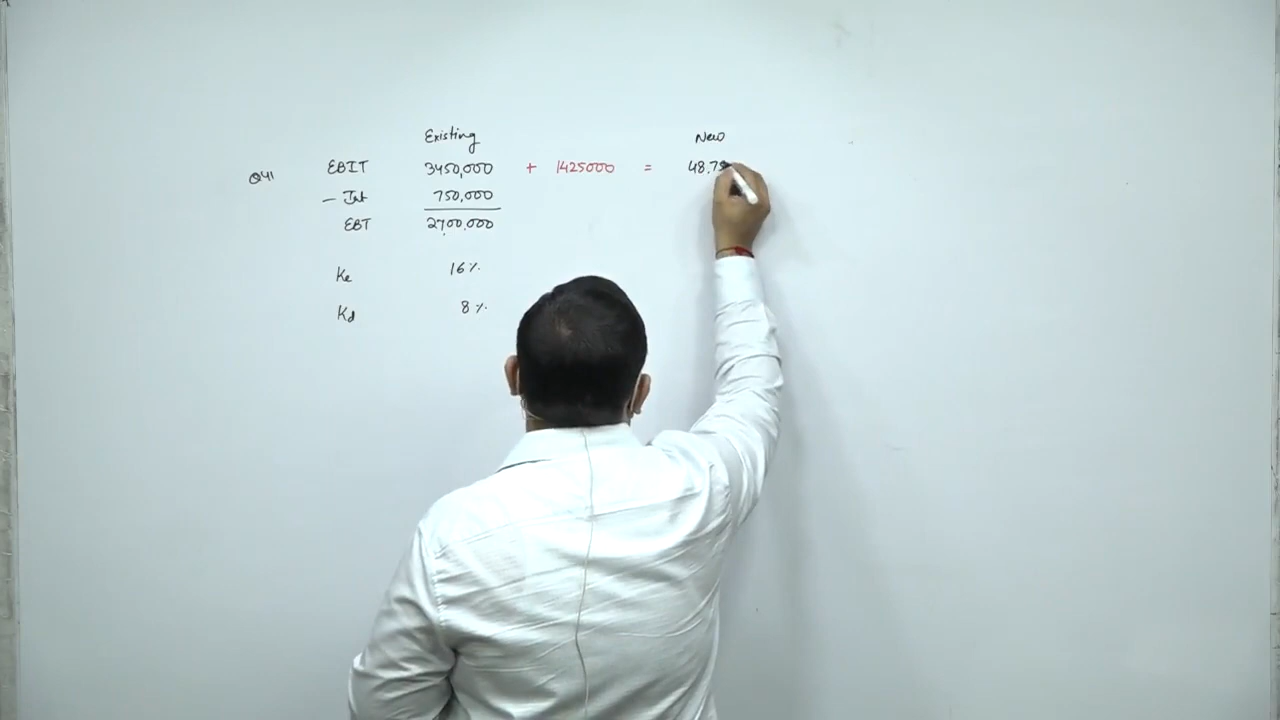 Existing New
Q41 EBIT 3450,000 + 1425000 = 48,75
- Int 750,000
EBT 2700,000
Ke 16%
Kd 8%